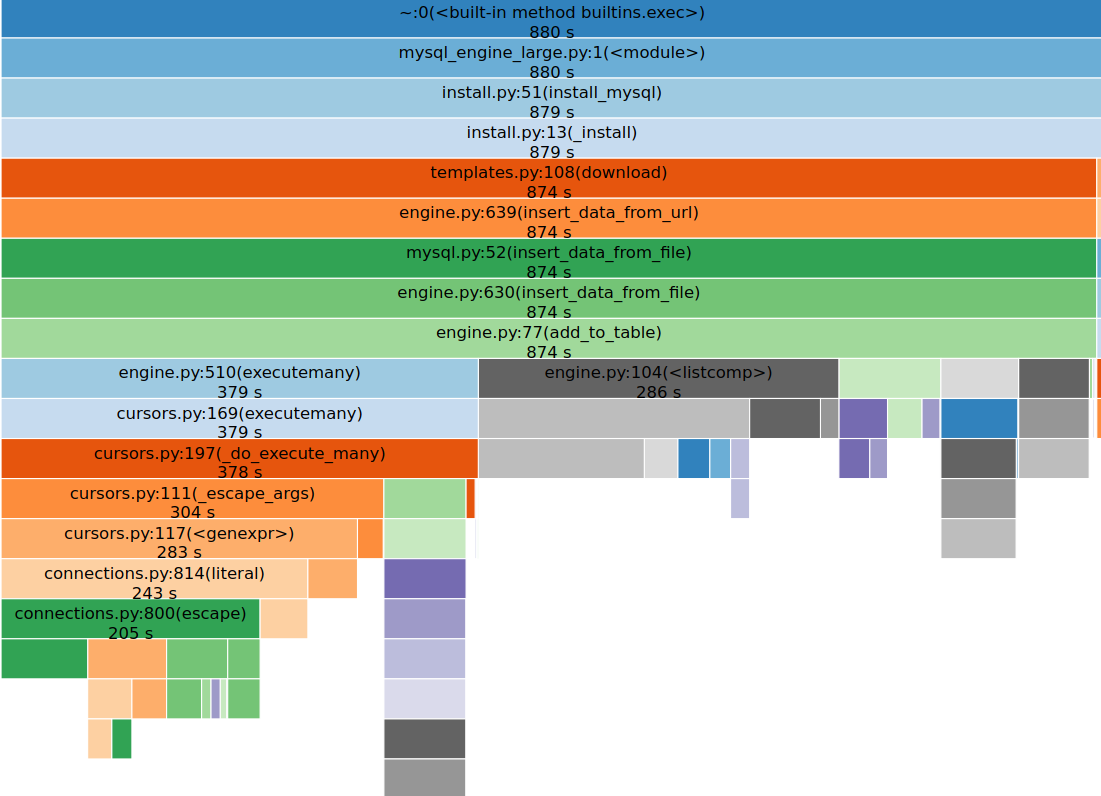 ~:0(<built-in method builtins.exec>)
880 s
mysql_engine_large.py:1(<module>)
880 s
install.py:51(install_mysql)
879 s
install.py:13(_install)
879 s
templates.py:108(download)
874 s
engine.py:639(insert_data_from_url)
874 s
mysql.py:52(insert_data_from_file)
874 s
engine.py:630(insert_data_from_file)
874 s
engine.py:77(add_to_table)
874 s
engine.py:510(executemany)
379 s
engine.py:104(<listcomp>)
286 s
cursors.py:169(executemany)
379 s
cursors.py:197(_do_execute_many)
378 s
cursors.py:111(_escape_args)
304 s
cursors.py:117(<genexpr>)
283 s
connections.py:814(literal)
243 s
connections.py:800(escape)
205 s